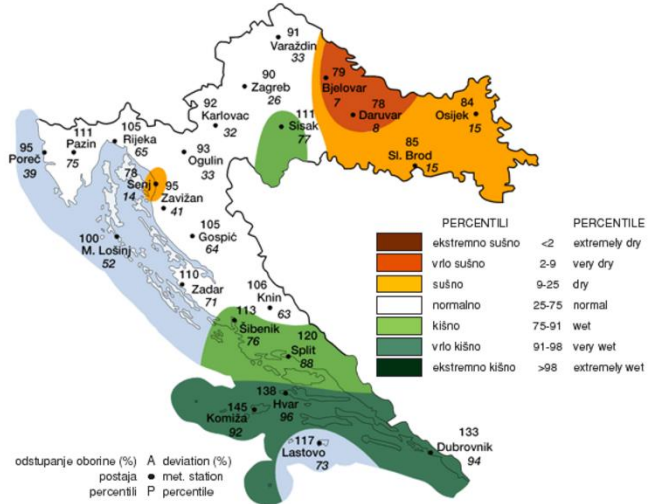 91
Varaždin
33
90
Zagreb
26
79
Bjelovar
7
78
Daruvar
8
84
Osijek
15
92
Karlovac
32
111
Sisak
77
85
Sl. Brod
15
95
Poreč
39
111
Pazin
75
105
Rijeka
65
93
Ogulin
33
78
Senj
14
95
Zavižan
41
105
Gospić
64
100
M. Lošinj
52
110
Zadar
71
106
Knin
63
113
Šibenik
76
120
Split
88
138
Hvar
96
145
Komiža
92
117
Lastovo
73
133
Dubrovnik
94
PERCENTILI PERCENTILE
ekstremno sušno <2 extremely dry
vrlo sušno 2-9 very dry
sušno 9-25 dry
normalno 25-75 normal
kišno 75-91 wet
vrlo kišno 91-98 very wet
ekstremno kišno >98 extremely wet
odstupanje oborine (%) A deviation (%)
postaja met. station
percentili P percentile